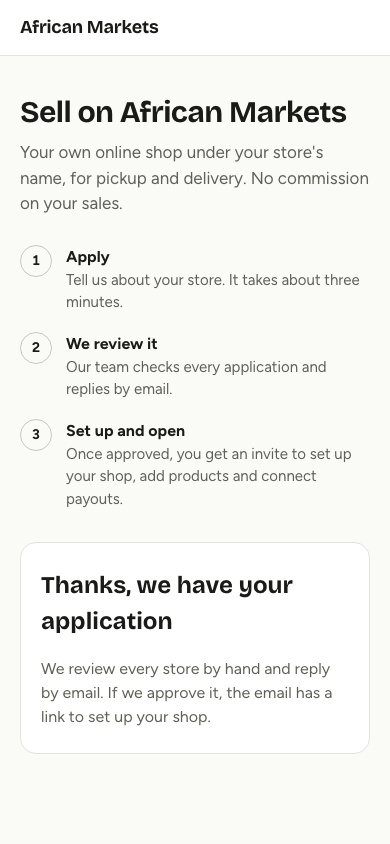 African Markets
Sell on African Markets
Your own online shop under your store's
name, for pickup and delivery. No commission
on your sales.
1
Apply
Tell us about your store. It takes about three
minutes.
2
We review it
Our team checks every application and
replies by email.
3
Set up and open
Once approved, you get an invite to set up
your shop, add products and connect
payouts.
Thanks, we have your
application
We review every store by hand and reply
by email. If we approve it, the email has a
link to set up your shop.